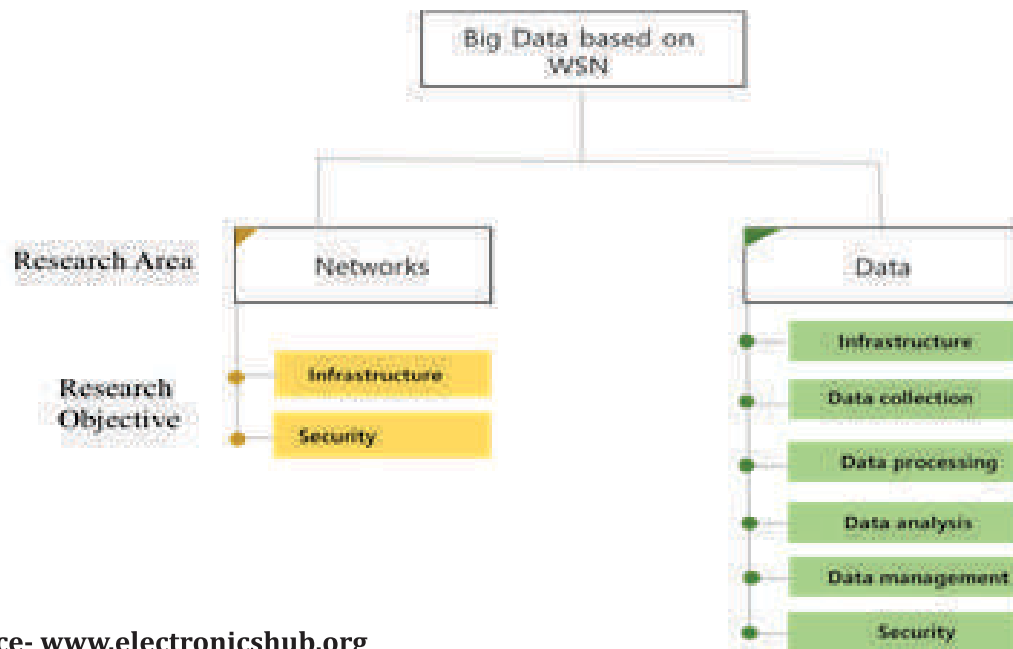 Big Data based on
WSN
Research Area
Networks
Data
Research
Objective
Infrastructure
Security
Infrastructure
Data collection
Data processing
Data analysis
Data management
Security
ce- www.electronicshub.org